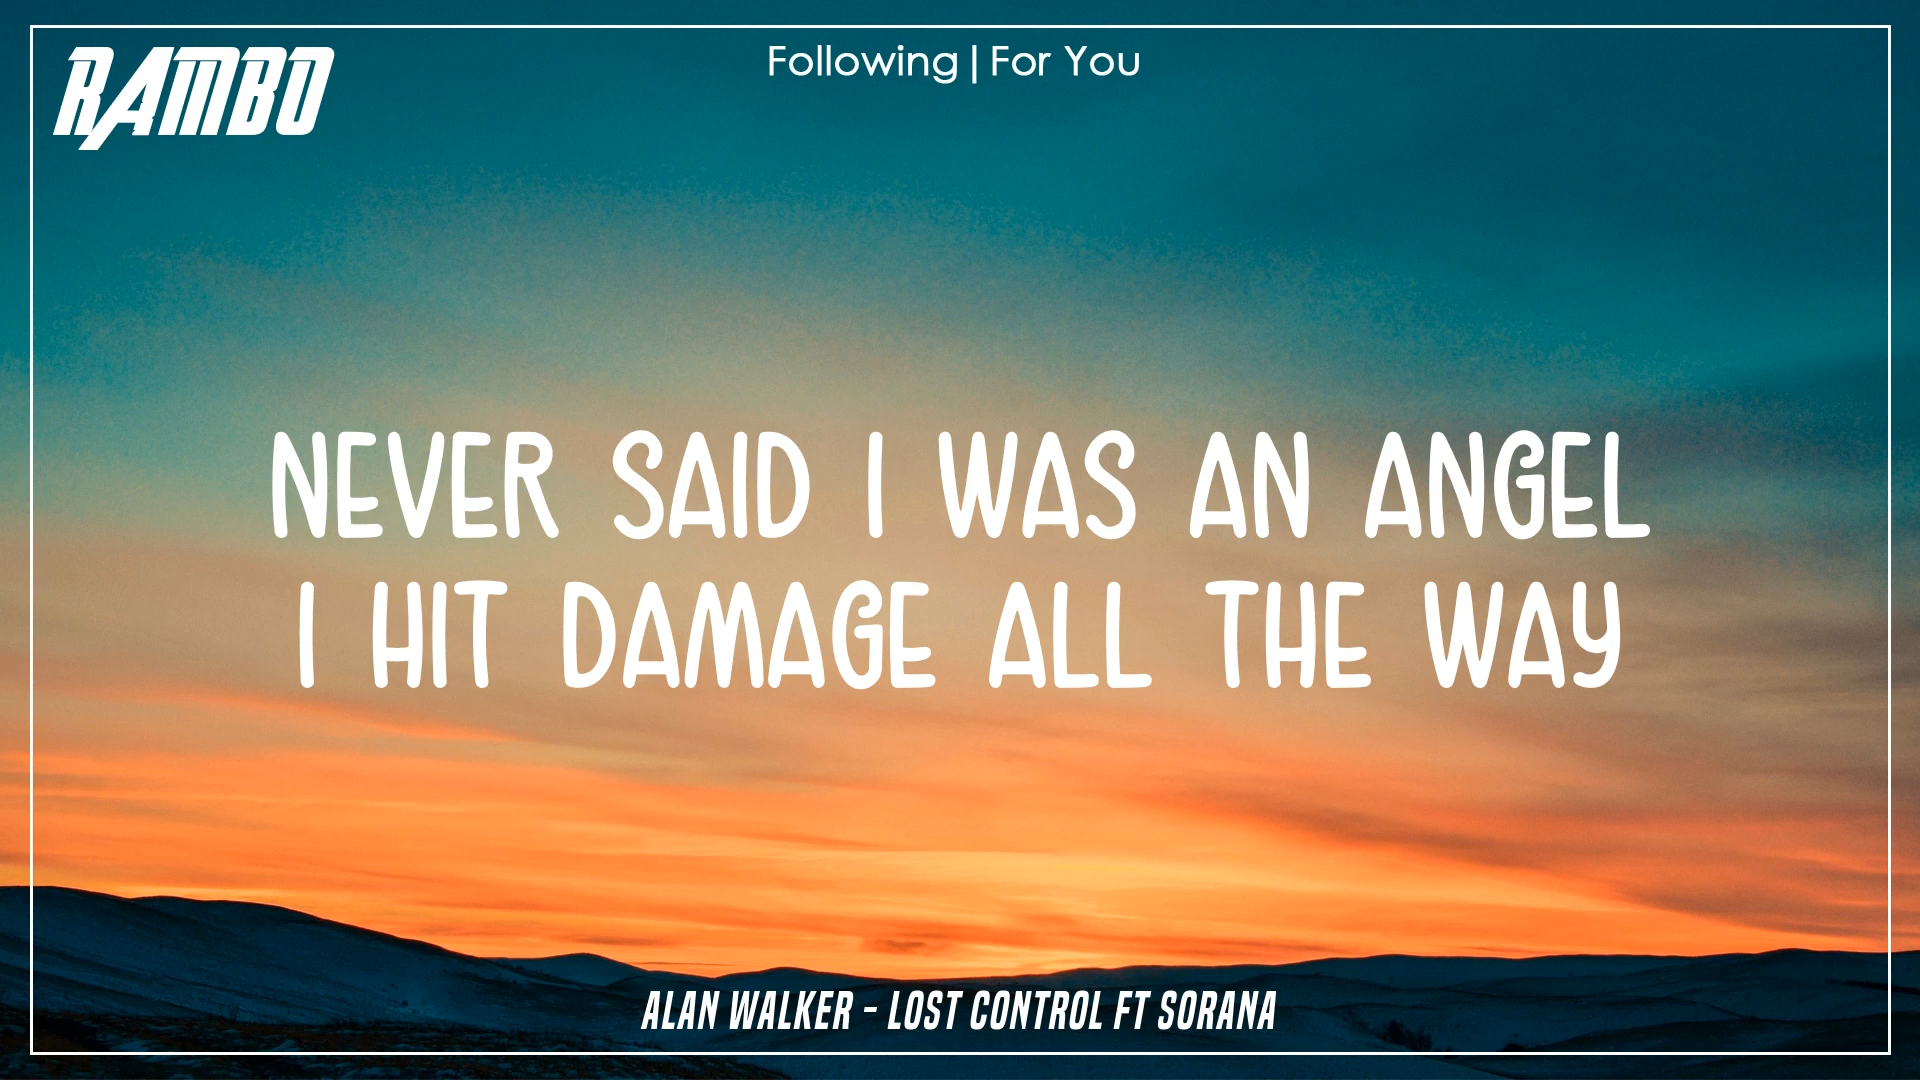 RAMBO
Following | For You
NEVER SAID I WAS AN ANGEL
I HIT DAMAGE ALL THE WAY
ALAN WALKER - LOST CONTROL FT SORANA